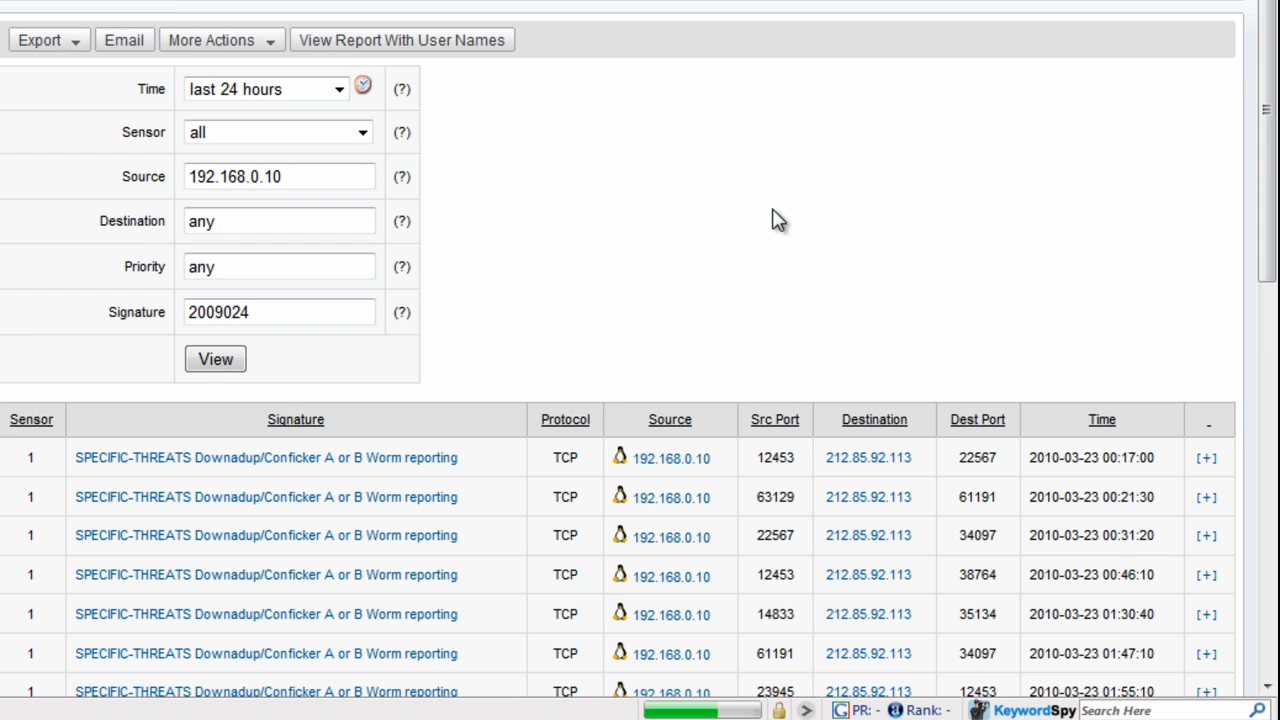 Export Email More Actions View Report With User Names
Time last 24 hours (?)
Sensor all (?)
Source 192.168.0.10 (?)
Destination any (?)
Priority any (?)
Signature 2009024 (?)
View
Sensor Signature Protocol Source Src Port Destination Dest Port Time -
1 SPECIFIC-THREATS Downadup/Conficker A or B Worm reporting TCP 192.168.0.10 12453 212.85.92.113 22567 2010-03-23 00:17:00 [+]
1 SPECIFIC-THREATS Downadup/Conficker A or B Worm reporting TCP 192.168.0.10 63129 212.85.92.113 61191 2010-03-23 00:21:30 [+]
1 SPECIFIC-THREATS Downadup/Conficker A or B Worm reporting TCP 192.168.0.10 22567 212.85.92.113 34097 2010-03-23 00:31:20 [+]
1 SPECIFIC-THREATS Downadup/Conficker A or B Worm reporting TCP 192.168.0.10 12453 212.85.92.113 38764 2010-03-23 00:46:10 [+]
1 SPECIFIC-THREATS Downadup/Conficker A or B Worm reporting TCP 192.168.0.10 14833 212.85.92.113 35134 2010-03-23 01:30:40 [+]
1 SPECIFIC-THREATS Downadup/Conficker A or B Worm reporting TCP 192.168.0.10 61191 212.85.92.113 34097 2010-03-23 01:47:10 [+]
1 SPECIFIC-THREATS Downadup/Conficker A or B Worm reporting TCP 192.168.0.10 23945 212.85.92.113 12453 2010-03-23 01:55:10 [+]
G PR: - a Rank: - KeywordSpy Search Here